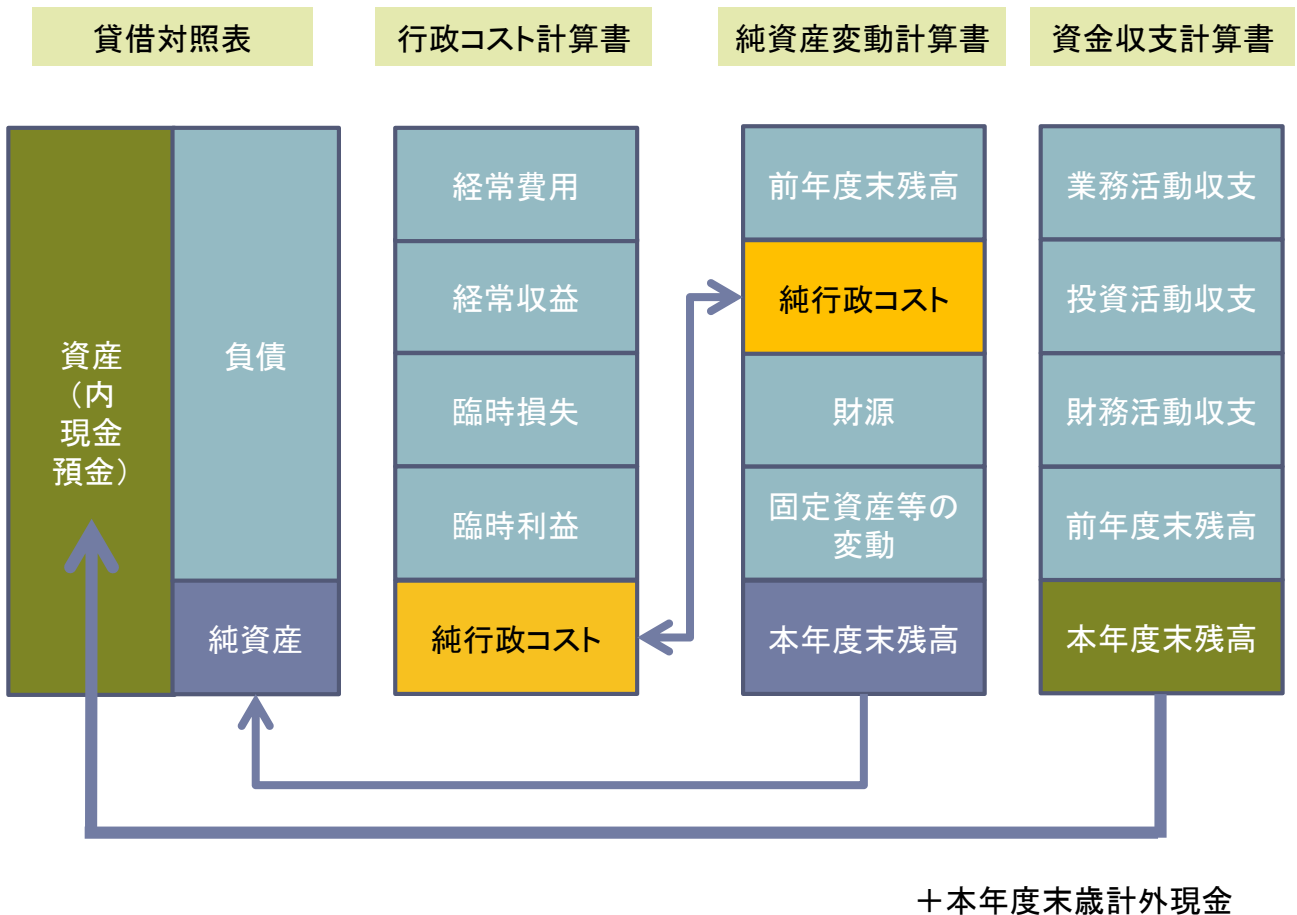 貸借対照表
行政コスト計算書
純資産変動計算書
資金収支計算書
資産
（内
現金
預金）
負債
純資産
経常費用
経常収益
臨時損失
臨時利益
純行政コスト
前年度末残高
純行政コスト
財源
固定資産等の
変動
本年度末残高
業務活動収支
投資活動収支
財務活動収支
前年度末残高
本年度末残高
＋本年度末歳計外現金